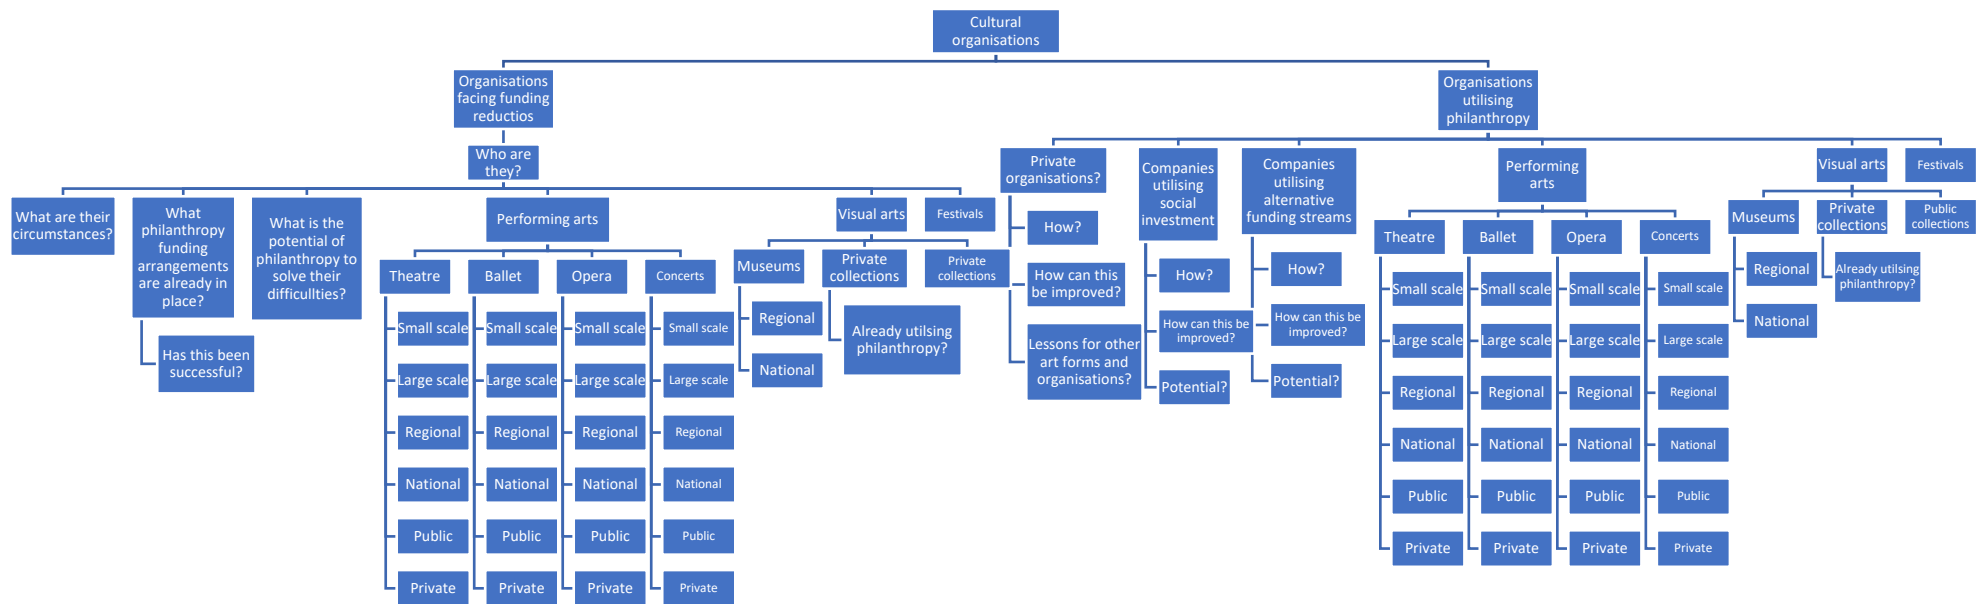 Cultural
organisations
Organisations
facing funding
reductios
Organisations
utilising
philanthropy
Who are
they?
What are their
circumstances?
What
philanthropy
funding
arrangements
are already in
place?
Has this been
successful?
What is the
potential of
philanthropy to
solve their
difficullties?
Performing arts
Theatre
Small scale
Large scale
Regional
National
Public
Private
Ballet
Small scale
Large scale
Regional
National
Public
Private
Opera
Small scale
Large scale
Regional
National
Public
Private
Concerts
Small scale
Large scale
Regional
National
Public
Private
Visual arts
Museums
Regional
National
Private
collections
Already utilsing
philanthropy?
Private
collections
Festivals
Private
organisations?
How?
How can this
be improved?
Lessons for other
art forms and
organisations?
Companies
utilising
social
investment
How?
How can this be
improved?
Potential?
Companies
utilising
alternative
funding streams
How?
How can this be
improved?
Potential?
Performing
arts
Theatre
Small scale
Large scale
Regional
National
Public
Private
Ballet
Small scale
Large scale
Regional
National
Public
Private
Opera
Small scale
Large scale
Regional
National
Public
Private
Concerts
Small scale
Large scale
Regional
National
Public
Private
Visual arts
Museums
Regional
National
Private
collections
Already utilsing
philanthropy?
Public
collections
Festivals